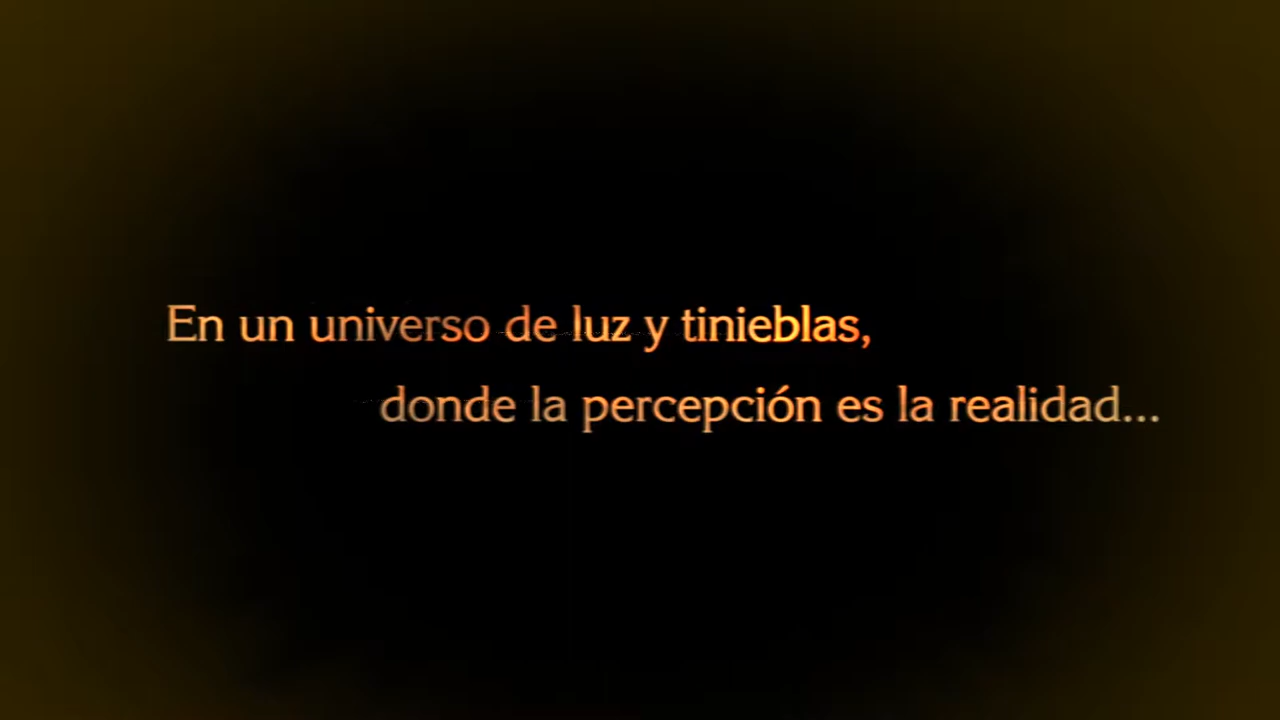 En un universo de luz y tinieblas,
donde la percepción es la realidad...